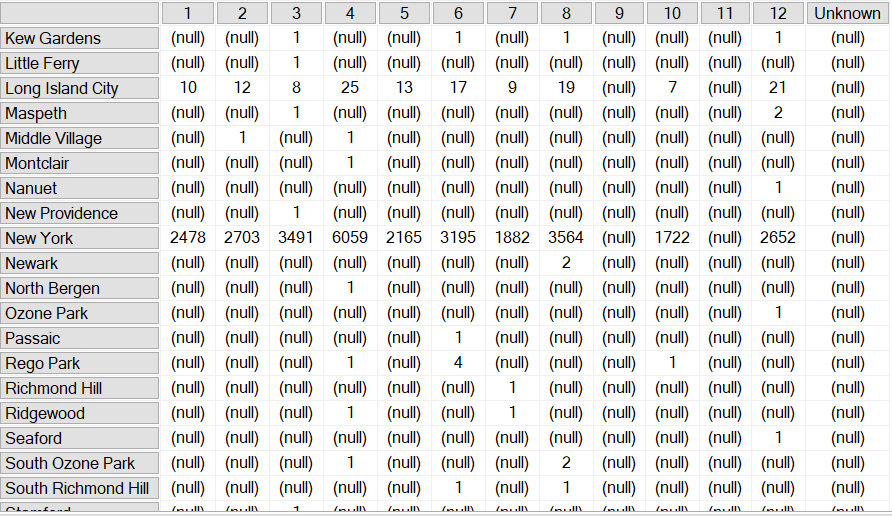 1 2 3 4 5 6 7 8 9 10 11 12 Unknown
Kew Gardens (null) (null) 1 (null) (null) 1 (null) 1 (null) (null) (null) 1 (null)
Little Ferry (null) (null) 1 (null) (null) (null) (null) (null) (null) (null) (null) (null) (null)
Long Island City 10 12 8 25 13 17 9 19 (null) 7 (null) 21 (null)
Maspeth (null) (null) 1 (null) (null) (null) (null) (null) (null) (null) (null) 2 (null)
Middle Village (null) 1 (null) 1 (null) (null) (null) (null) (null) (null) (null) (null) (null)
Montclair (null) (null) (null) 1 (null) (null) (null) (null) (null) (null) (null) (null) (null)
Nanuet (null) (null) (null) (null) (null) (null) (null) (null) (null) (null) (null) 1 (null)
New Providence (null) (null) 1 (null) (null) (null) (null) (null) (null) (null) (null) (null) (null)
New York 2478 2703 3491 6059 2165 3195 1882 3564 (null) 1722 (null) 2652 (null)
Newark (null) (null) (null) (null) (null) (null) (null) 2 (null) (null) (null) (null) (null)
North Bergen (null) (null) (null) 1 (null) (null) (null) (null) (null) (null) (null) (null) (null)
Ozone Park (null) (null) (null) (null) (null) (null) (null) (null) (null) (null) (null) 1 (null)
Passaic (null) (null) (null) (null) (null) 1 (null) (null) (null) (null) (null) (null) (null)
Rego Park (null) (null) (null) 1 (null) 4 (null) (null) (null) 1 (null) (null) (null)
Richmond Hill (null) (null) (null) (null) (null) (null) 1 (null) (null) (null) (null) (null) (null)
Ridgewood (null) (null) (null) 1 (null) (null) 1 (null) (null) (null) (null) (null) (null)
Seaford (null) (null) (null) (null) (null) (null) (null) (null) (null) (null) (null) 1 (null)
South Ozone Park (null) (null) (null) 1 (null) (null) (null) 2 (null) (null) (null) (null) (null)
South Richmond Hill (null) (null) (null) (null) (null) 1 (null) 1 (null) (null) (null) (null) (null)